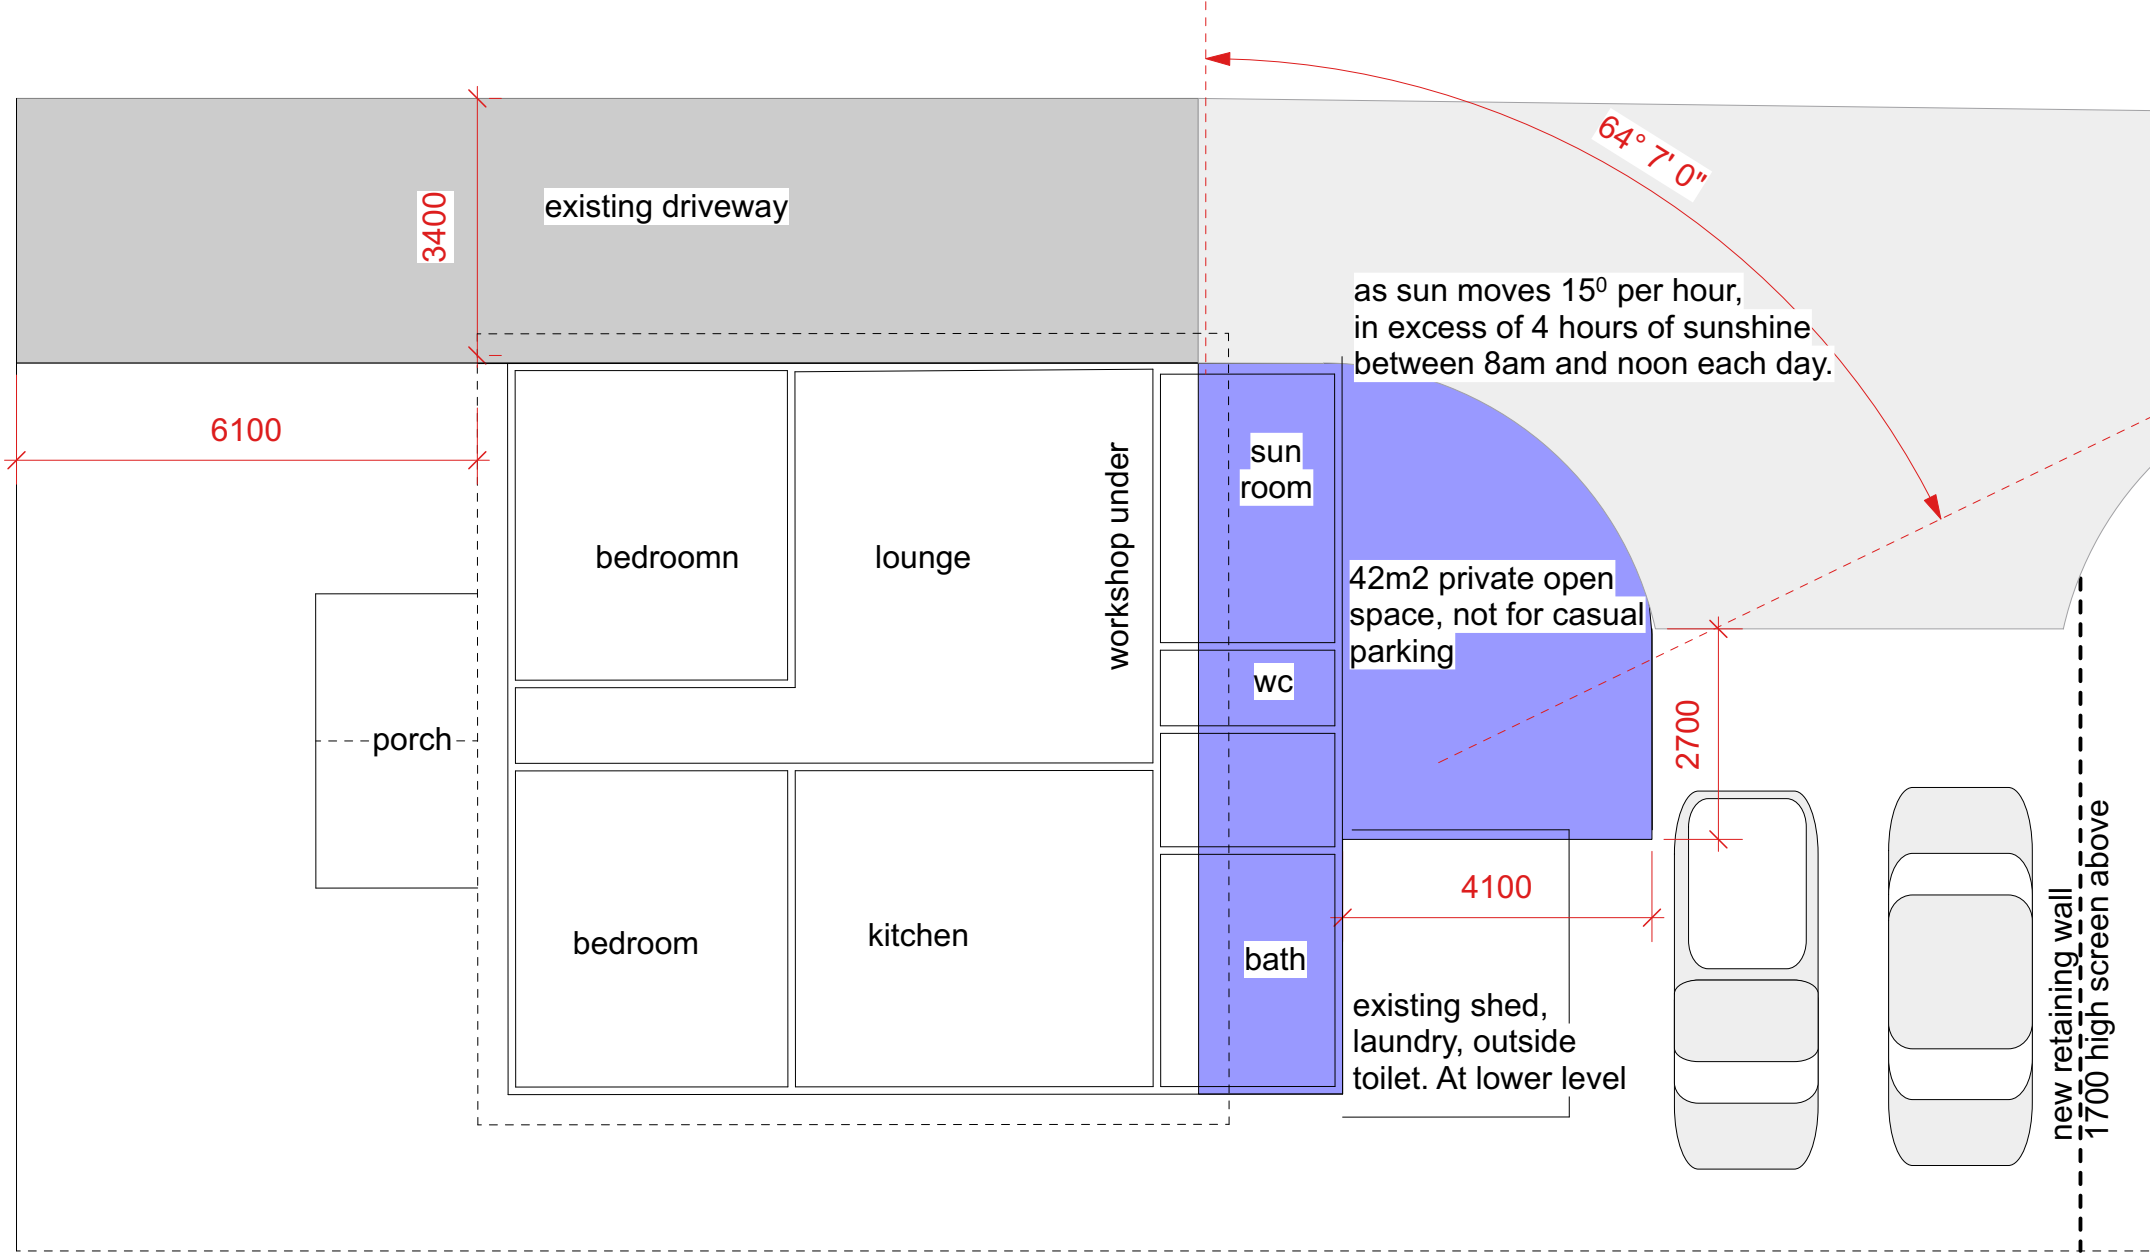 64° 7' 0"
existing driveway
3400
as sun moves 15⁰ per hour,
in excess of 4 hours of sunshine
between 8am and noon each day.
6100
sun
room
workshop under
bedroomn
lounge
42m2 private open
space, not for casual
parking
wc
porch
2700
4100
bedroom
kitchen
bath
existing shed,
laundry, outside
toilet. At lower level
new retaining wall
1700 high screen above